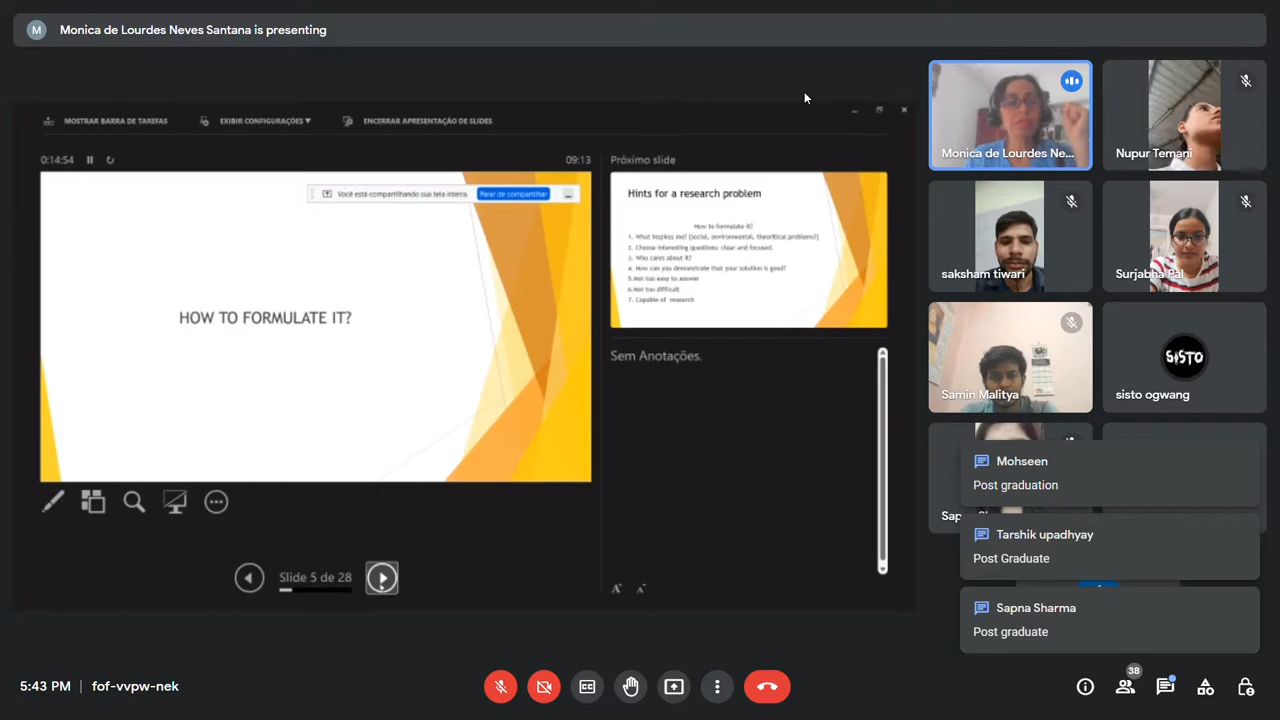 M
Monica de Lourdes Neves Santana is presenting
MOSTRAR BARRA DE TAREFAS
EXIBIR CONFIGURAÇÕES ▼
ENCERRAR APRESENTAÇÃO DE SLIDES
0:14:54
09:13
Você está compartilhando sua tela inteira.
Parar de compartilhar
HOW TO FORMULATE IT?
Slide 5 de 28
Próximo slide
Hints for a research problem
How to formulate it?
1. What inspires me? (social, environmental, theoritical problems?)
2. Choose interesting questions: clear and focused.
3. Who cares about it?
4. How can you demonstrate that your solution is good?
5.Not too easy to answer
6.Not too difficult
7. Capable of research
Sem Anotações.
A
A
Monica de Lourdes Ne...
Nupur Temani
saksham tiwari
Surjabha Pal
Samin Malitya
SISTO
sisto ogwang
Mohseen
Post graduation
Tarshik upadhyay
Post Graduate
Sapna Sharma
Post graduate
5:43 PM | fof-vvpw-nek
38